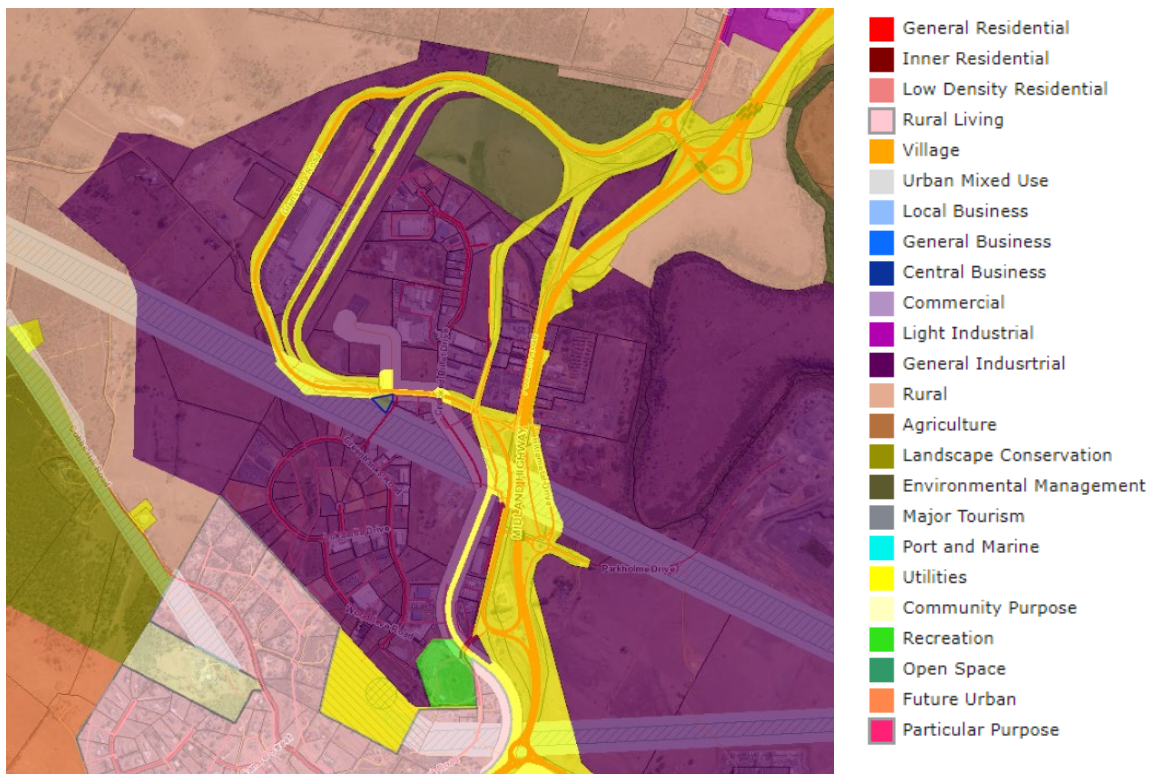 MIDLAND HIGHWAY
Parkholme Drive
General Residential
Inner Residential
Low Density Residential
Rural Living
Village
Urban Mixed Use
Local Business
General Business
Central Business
Commercial
Light Industrial
General Indusrtrial
Rural
Agriculture
Landscape Conservation
Environmental Management
Major Tourism
Port and Marine
Utilities
Community Purpose
Recreation
Open Space
Future Urban
Particular Purpose